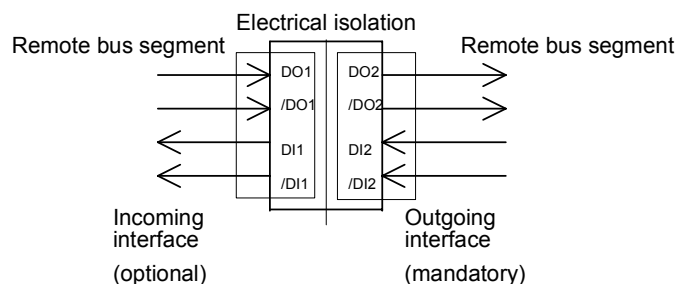 Electrical isolation
Remote bus segment
Remote bus segment
DO1
DO2
/DO1
/DO2
DI1
DI2
/DI1
/DI2
Incoming
interface
(optional)
Outgoing
interface
(mandatory)